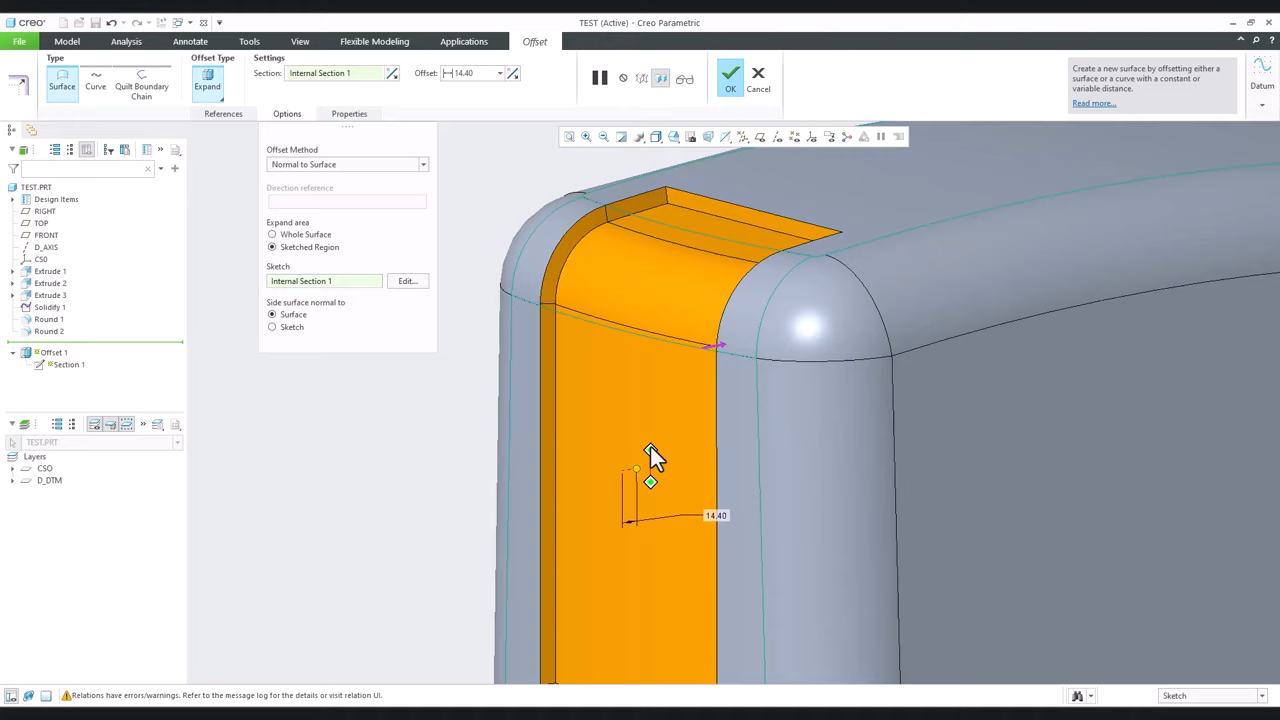 creo
TEST (Active) - Creo Parametric
File Model Analysis Annotate Tools View Flexible Modeling Applications Offset
Type Offset Type Settings
Section: Internal Section 1 Offset: 14.40
Surface Curve Quilt Boundary Chain Expand OK Cancel
Create a new surface by offsetting either a surface or a curve with a constant or variable distance.
Read more...
Datum
References Options Properties
Offset Method
Normal to Surface
Direction reference
Expand area
Whole Surface
Sketched Region
Sketch
Internal Section 1 Edit...
Side surface normal to
Surface
Sketch
TEST.PRT
Design Items
RIGHT
TOP
FRONT
D_AXIS
CS0
Extrude 1
Extrude 2
Extrude 3
Solidify 1
Round 1
Round 2
Offset 1
Section 1
TEST.PRT
Layers
CSO
D_DTM
14.40
Relations have errors/warnings. Refer to the message log for the details or visit relation UI.
Sketch